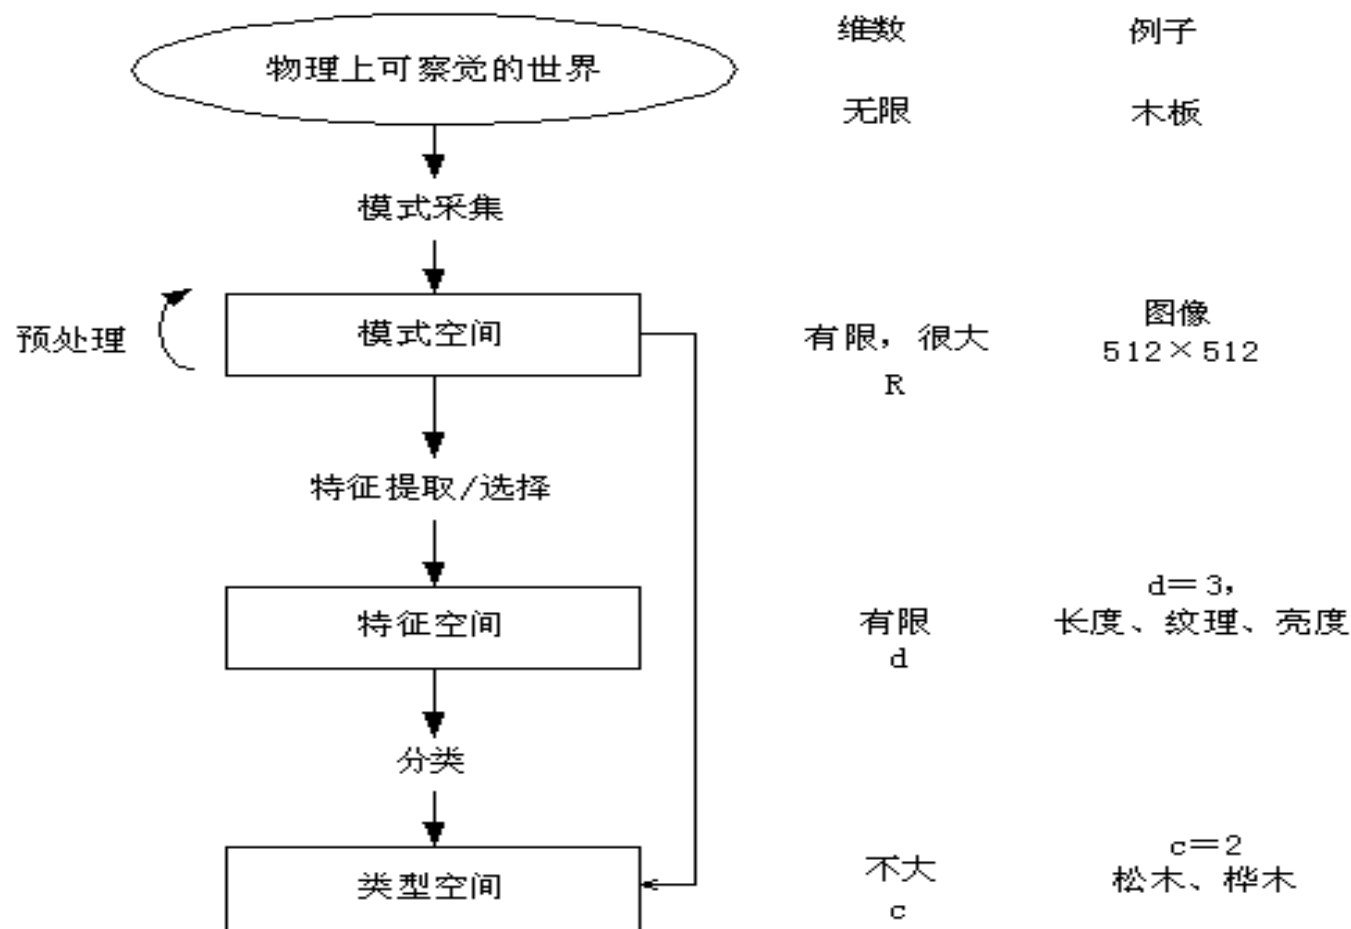 维数 例子
物理上可察觉的世界
无限 木板
模式采集
预处理
模式空间
有限，很大
R
图像
512×512
特征提取/选择
特征空间
有限
d
d＝3，
长度、纹理、亮度
分类
类型空间
不大
c
c＝2
松木、桦木